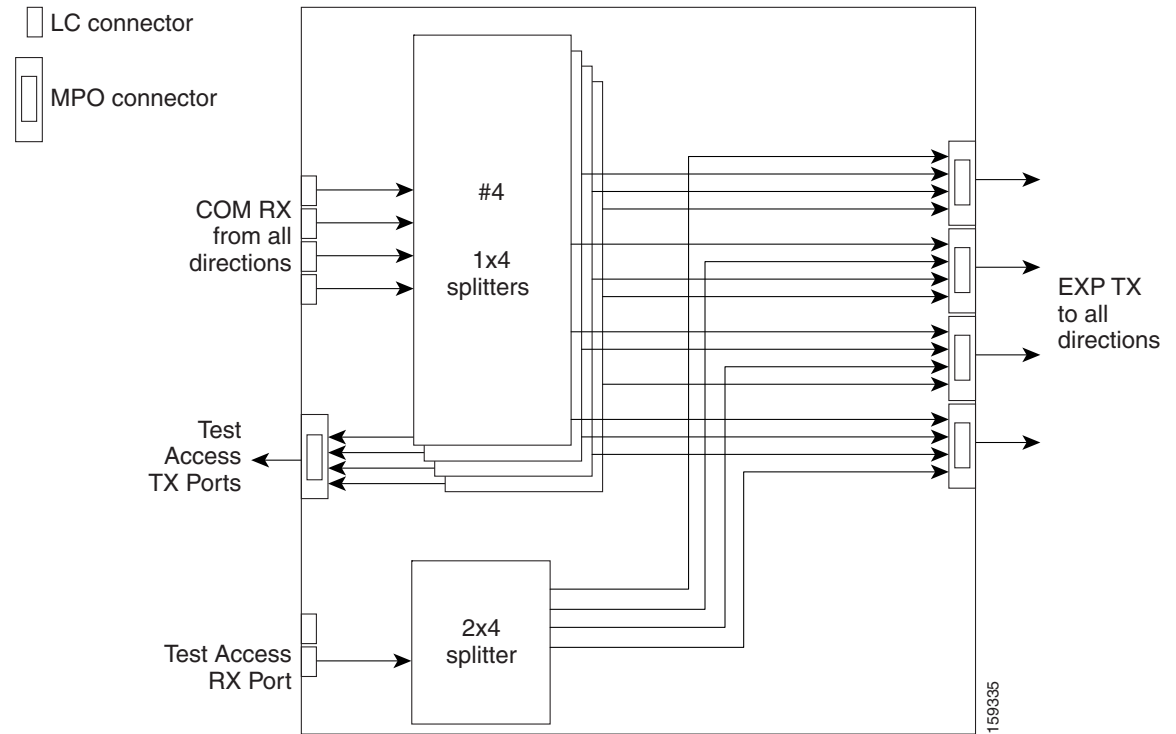 LC connector
MPO connector
COM RX
from all
directions
#4
1x4
splitters
EXP TX
to all
directions
Test
Access
TX Ports
2x4
splitter
Test Access
RX Port
159335